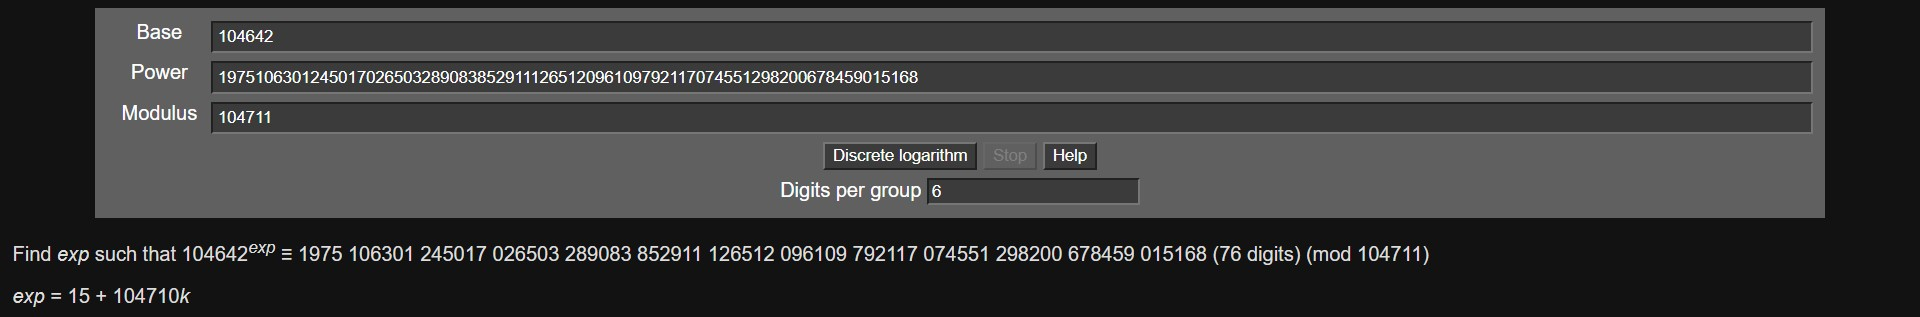 Base 104642
Power 1975106301245017026503289083852911126512096109792117074551298200678459015168
Modulus 104711
Discrete logarithm Stop Help
Digits per group 6
Find exp such that 104642^exp ≡ 1975 106301 245017 026503 289083 852911 126512 096109 792117 074551 298200 678459 015168 (76 digits) (mod 104711)
exp = 15 + 104710k